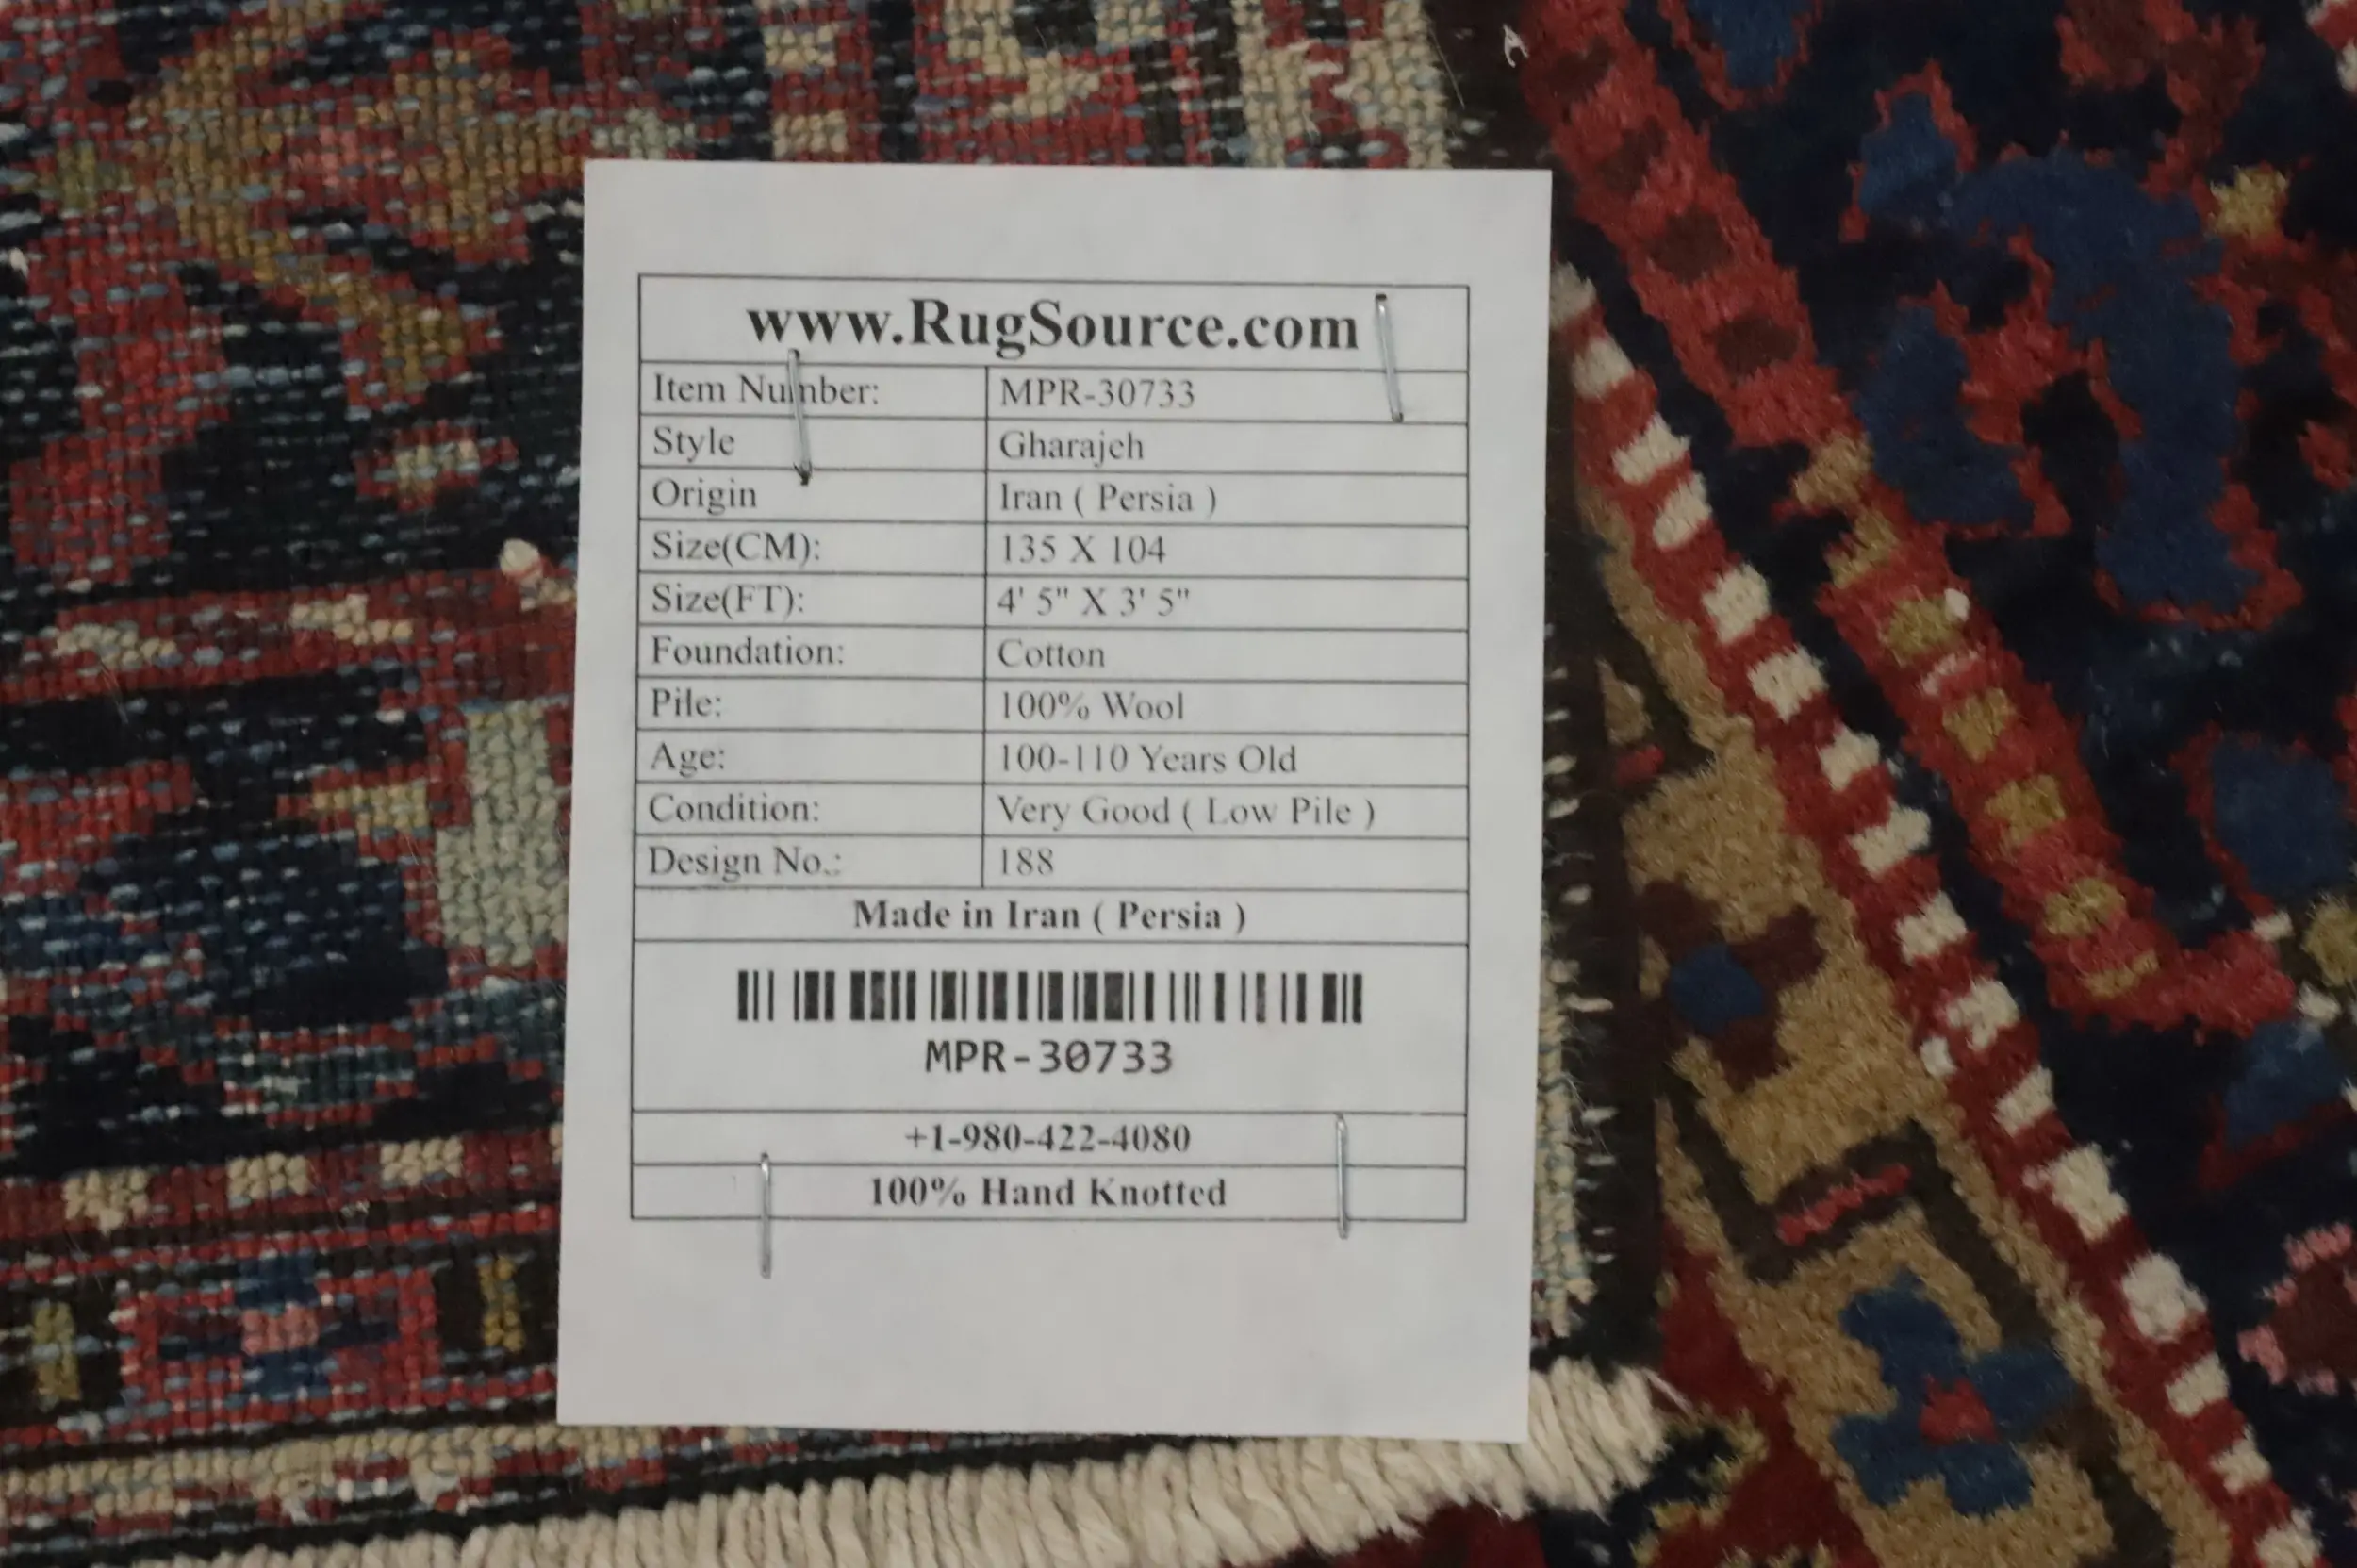 www.RugSource.com
Item Number: MPR-30733
Style Gharajeh
Origin Iran ( Persia )
Size(CM): 135 X 104
Size(FT): 4' 5" X 3' 5"
Foundation: Cotton
Pile: 100% Wool
Age: 100-110 Years Old
Condition: Very Good ( Low Pile )
Design No.: 188
Made in Iran ( Persia )
MPR-30733
+1-980-422-4080
100% Hand Knotted